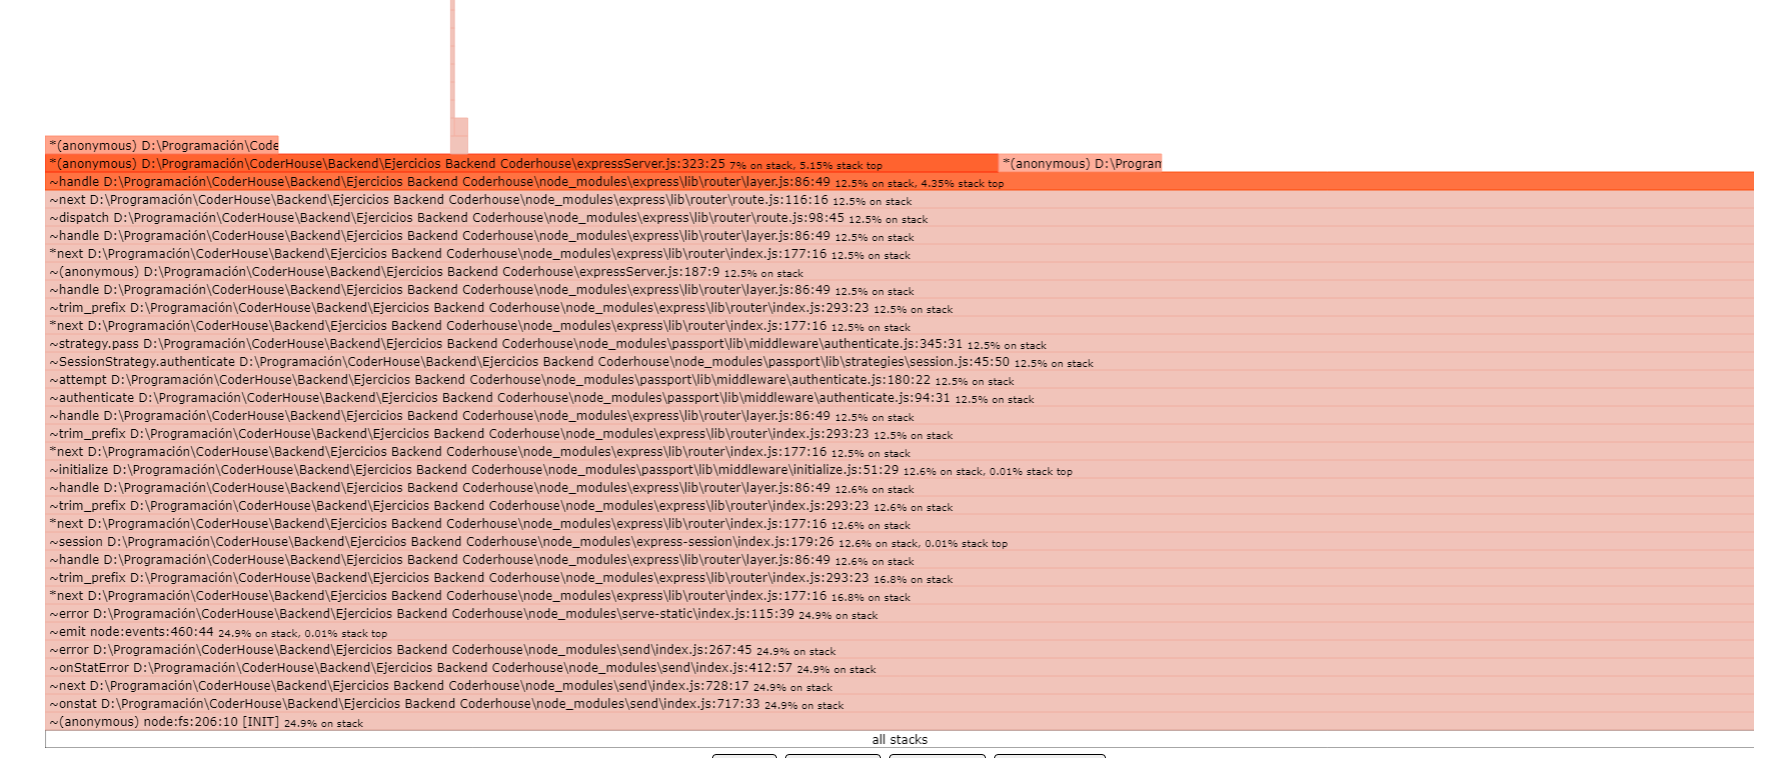 *(anonymous) D:\Programación\Code
*(anonymous) D:\Programación\CoderHouse\Backend\Ejercicios Backend Coderhouse\expressServer.js:323:25 7% on stack, 5.15% stack top *(anonymous) D:\Program
~handle D:\Programación\CoderHouse\Backend\Ejercicios Backend Coderhouse\node_modules\express\lib\router\layer.js:86:49 12.5% on stack, 4.35% stack top
~next D:\Programación\CoderHouse\Backend\Ejercicios Backend Coderhouse\node_modules\express\lib\router\route.js:116:16 12.5% on stack
~dispatch D:\Programación\CoderHouse\Backend\Ejercicios Backend Coderhouse\node_modules\express\lib\router\route.js:98:45 12.5% on stack
~handle D:\Programación\CoderHouse\Backend\Ejercicios Backend Coderhouse\node_modules\express\lib\router\layer.js:86:49 12.5% on stack
*next D:\Programación\CoderHouse\Backend\Ejercicios Backend Coderhouse\node_modules\express\lib\router\index.js:177:16 12.5% on stack
~(anonymous) D:\Programación\CoderHouse\Backend\Ejercicios Backend Coderhouse\expressServer.js:187:9 12.5% on stack
~handle D:\Programación\CoderHouse\Backend\Ejercicios Backend Coderhouse\node_modules\express\lib\router\layer.js:86:49 12.5% on stack
~trim_prefix D:\Programación\CoderHouse\Backend\Ejercicios Backend Coderhouse\node_modules\express\lib\router\index.js:293:23 12.5% on stack
*next D:\Programación\CoderHouse\Backend\Ejercicios Backend Coderhouse\node_modules\express\lib\router\index.js:177:16 12.5% on stack
~strategy.pass D:\Programación\CoderHouse\Backend\Ejercicios Backend Coderhouse\node_modules\passport\lib\middleware\authenticate.js:345:31 12.5% on stack
~SessionStrategy.authenticate D:\Programación\CoderHouse\Backend\Ejercicios Backend Coderhouse\node_modules\passport\lib\strategies\session.js:45:50 12.5% on stack
~attempt D:\Programación\CoderHouse\Backend\Ejercicios Backend Coderhouse\node_modules\passport\lib\middleware\authenticate.js:180:22 12.5% on stack
~authenticate D:\Programación\CoderHouse\Backend\Ejercicios Backend Coderhouse\node_modules\passport\lib\middleware\authenticate.js:94:31 12.5% on stack
~handle D:\Programación\CoderHouse\Backend\Ejercicios Backend Coderhouse\node_modules\express\lib\router\layer.js:86:49 12.5% on stack
~trim_prefix D:\Programación\CoderHouse\Backend\Ejercicios Backend Coderhouse\node_modules\express\lib\router\index.js:293:23 12.5% on stack
*next D:\Programación\CoderHouse\Backend\Ejercicios Backend Coderhouse\node_modules\express\lib\router\index.js:177:16 12.5% on stack
~initialize D:\Programación\CoderHouse\Backend\Ejercicios Backend Coderhouse\node_modules\passport\lib\middleware\initialize.js:51:29 12.6% on stack, 0.01% stack top
~handle D:\Programación\CoderHouse\Backend\Ejercicios Backend Coderhouse\node_modules\express\lib\router\layer.js:86:49 12.6% on stack
~trim_prefix D:\Programación\CoderHouse\Backend\Ejercicios Backend Coderhouse\node_modules\express\lib\router\index.js:293:23 12.6% on stack
*next D:\Programación\CoderHouse\Backend\Ejercicios Backend Coderhouse\node_modules\express\lib\router\index.js:177:16 12.6% on stack
~session D:\Programación\CoderHouse\Backend\Ejercicios Backend Coderhouse\node_modules\express-session\index.js:179:26 12.6% on stack, 0.01% stack top
~handle D:\Programación\CoderHouse\Backend\Ejercicios Backend Coderhouse\node_modules\express\lib\router\layer.js:86:49 12.6% on stack
~trim_prefix D:\Programación\CoderHouse\Backend\Ejercicios Backend Coderhouse\node_modules\express\lib\router\index.js:293:23 16.8% on stack
*next D:\Programación\CoderHouse\Backend\Ejercicios Backend Coderhouse\node_modules\express\lib\router\index.js:177:16 16.8% on stack
~error D:\Programación\CoderHouse\Backend\Ejercicios Backend Coderhouse\node_modules\serve-static\index.js:115:39 24.9% on stack
~emit node:events:460:44 24.9% on stack, 0.01% stack top
~error D:\Programación\CoderHouse\Backend\Ejercicios Backend Coderhouse\node_modules\send\index.js:267:45 24.9% on stack
~onStatError D:\Programación\CoderHouse\Backend\Ejercicios Backend Coderhouse\node_modules\send\index.js:412:57 24.9% on stack
~next D:\Programación\CoderHouse\Backend\Ejercicios Backend Coderhouse\node_modules\send\index.js:728:17 24.9% on stack
~onstat D:\Programación\CoderHouse\Backend\Ejercicios Backend Coderhouse\node_modules\send\index.js:717:33 24.9% on stack
~(anonymous) node:fs:206:10 [INIT] 24.9% on stack
all stacks